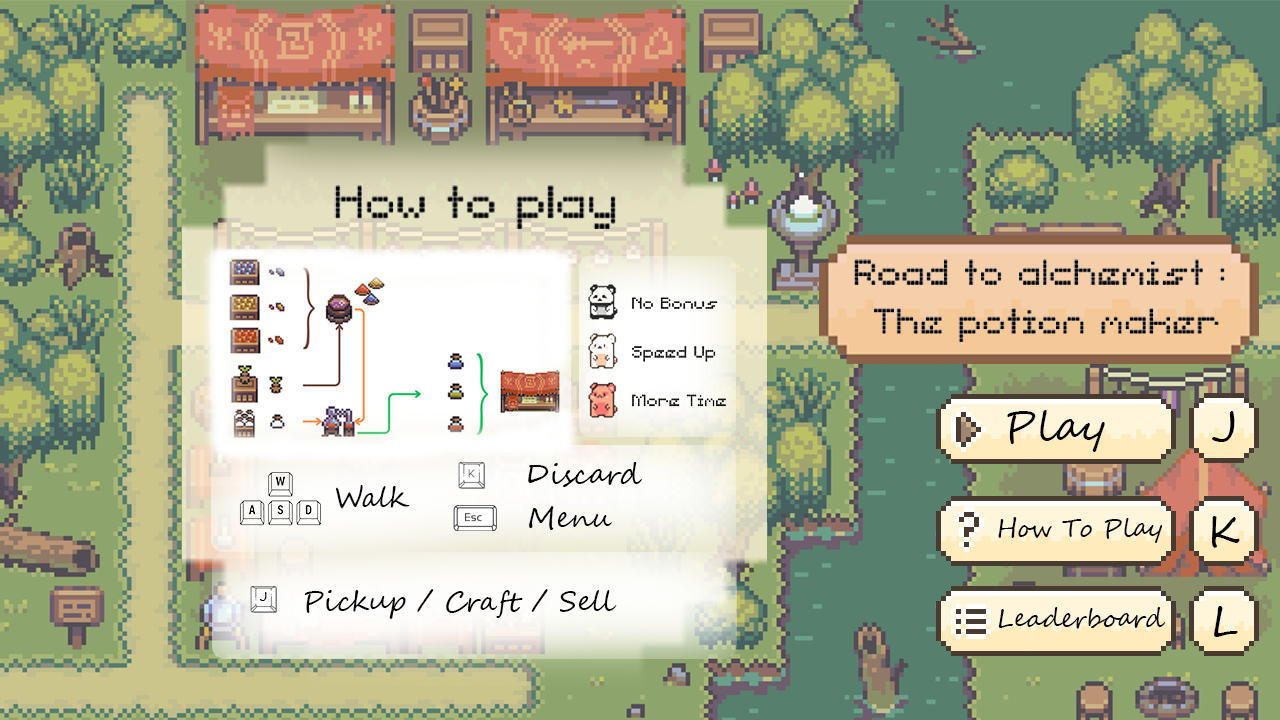 How to play
No Bonus
Speed Up
More Time
W
A S D
Walk
K
Discard
Esc
Menu
J
Pickup / Craft / Sell
Road to alchemist :
The potion maker
Play
J
How To Play
K
Leaderboard
L